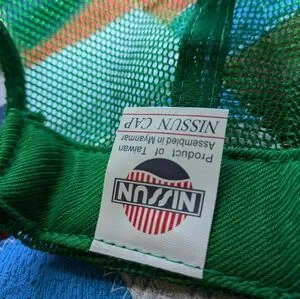 NISSUN
Product of Taiwan
Assembled in Myanmar
NISSUN CAP